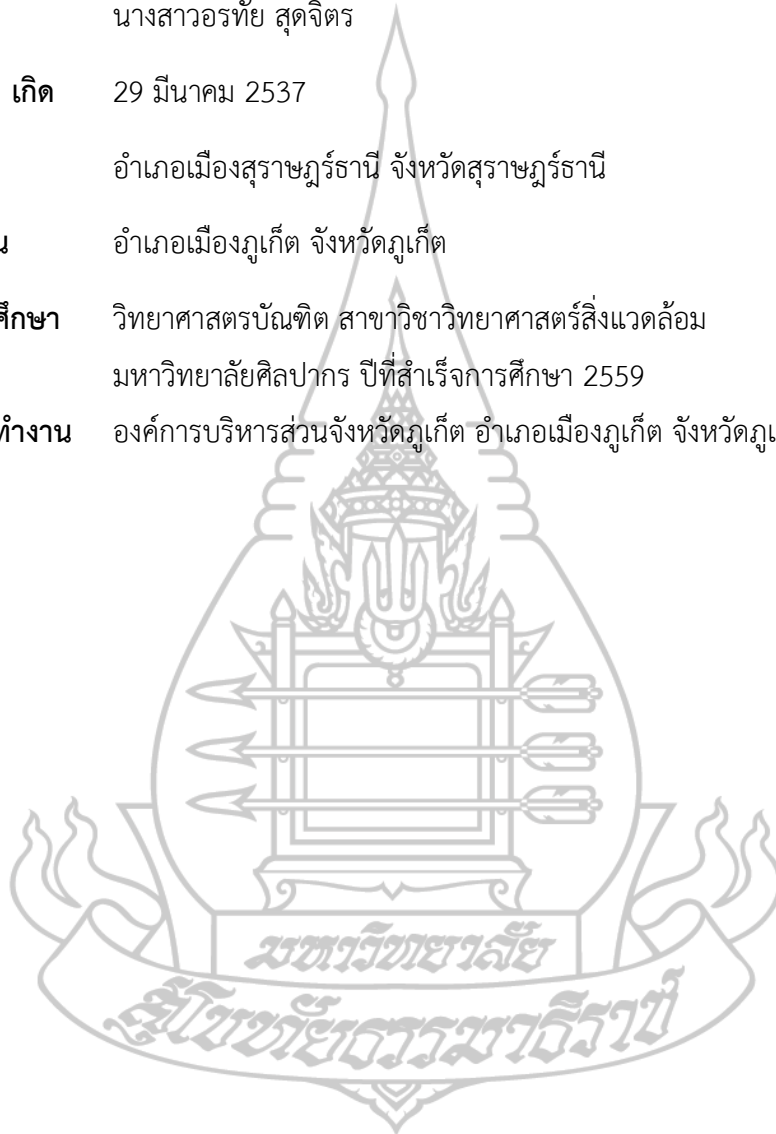 นางสาวอรทัย สุดจิตร
เกิด 29 มีนาคม 2537
อำเภอเมืองสุราษฎร์ธานี จังหวัดสุราษฎร์ธานี
อำเภอเมืองภูเก็ต จังหวัดภูเก็ต
ศึกษา วิทยาศาสตรบัณฑิต สาขาวิชาวิทยาศาสตร์สิ่งแวดล้อม
มหาวิทยาลัยศิลปากร ปีที่สำเร็จการศึกษา 2559
ทำงาน องค์การบริหารส่วนจังหวัดภูเก็ต อำเภอเมืองภูเก็ต จังหวัดภูเ
มหาวิทยาลัย
สุโขทัยธรรมาธิราช